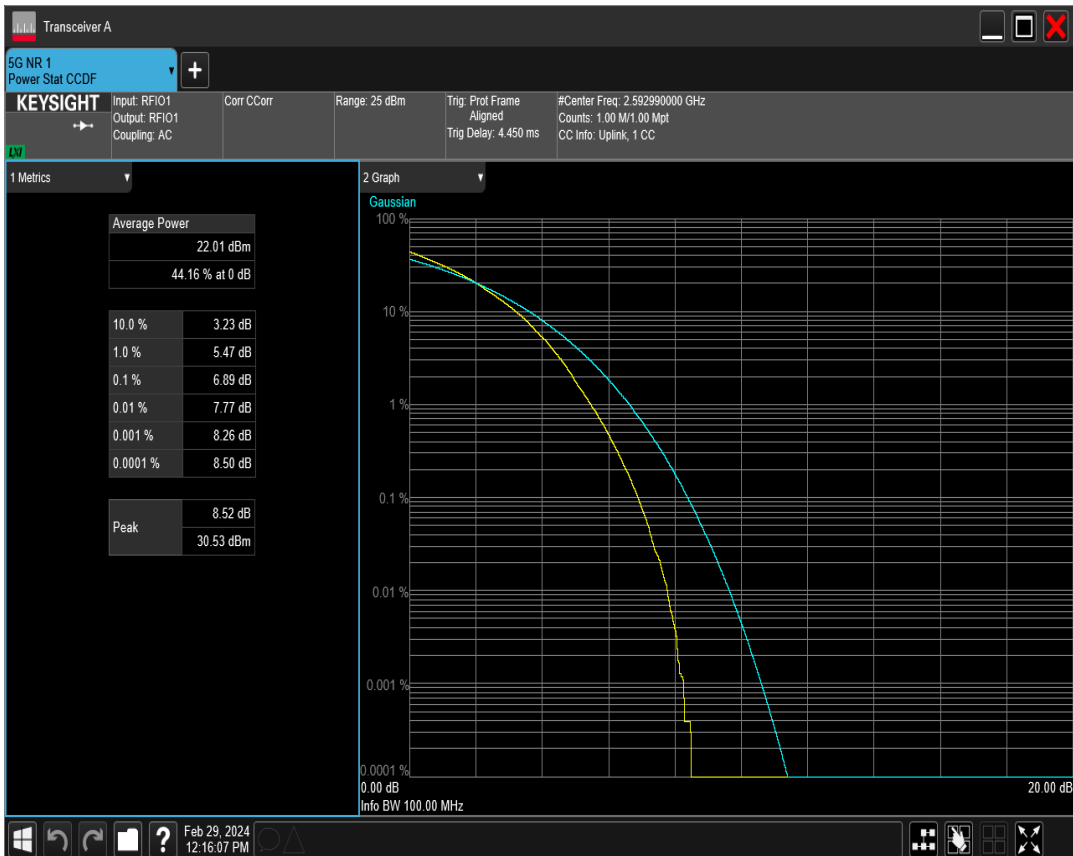 Transceiver A
5G NR 1
Power Stat CCDF
KEYSIGHT
LXI
Input: RFIO1
Output: RFIO1
Coupling: AC
Corr CCorr
Range: 25 dBm
Trig: Prot Frame
Aligned
Trig Delay: 4.450 ms
#Center Freq: 2.592990000 GHz
Counts: 1.00 M/1.00 Mpt
CC Info: Uplink, 1 CC
1 Metrics
Average Power
22.01 dBm
44.16 % at 0 dB
10.0 % 3.23 dB
1.0 % 5.47 dB
0.1 % 6.89 dB
0.01 % 7.77 dB
0.001 % 8.26 dB
0.0001 % 8.50 dB
Peak
8.52 dB
30.53 dBm
2 Graph
Gaussian
100 %
10 %
1 %
0.1 %
0.01 %
0.001 %
0.0001 %
0.00 dB 20.00 dB
Info BW 100.00 MHz
? Feb 29, 2024
12:16:07 PM